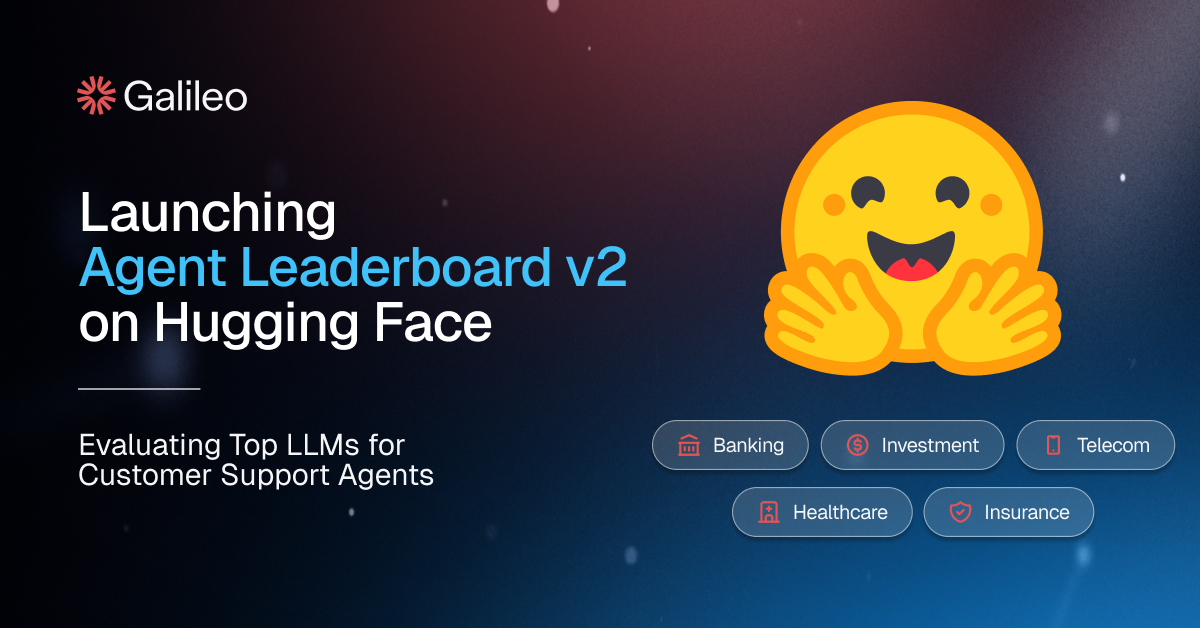 Galileo
Launching
Agent Leaderboard v2
on Hugging Face
Evaluating Top LLMs for
Customer Support Agents
Banking
Investment
Telecom
Healthcare
Insurance